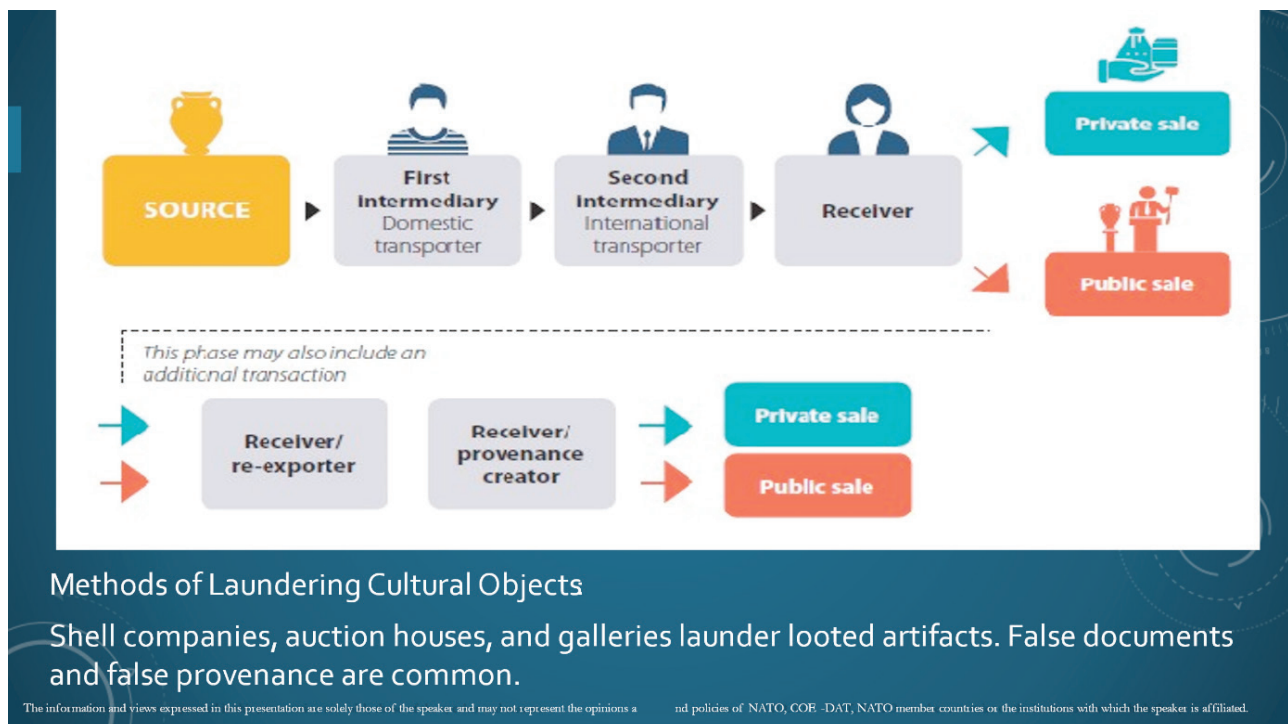 Private sale
SOURCE
First
intermediary
Domestic
transporter
Second
intermediary
International
transporter
Receiver
Public sale
This phase may also include an
additional transaction
Receiver/
re-exporter
Receiver/
provenance
creator
Private sale
Public sale
Methods of Laundering Cultural Objects:
Shell companies, auction houses, and galleries launder looted artifacts. False documents
and false provenance are common.
The information and views expressed in this presentation are solely those of the speaker and may not represent the opinions a nd policies of NATO, COE -DAT, NATO member countries or the institutions with which the speaker is affiliated.